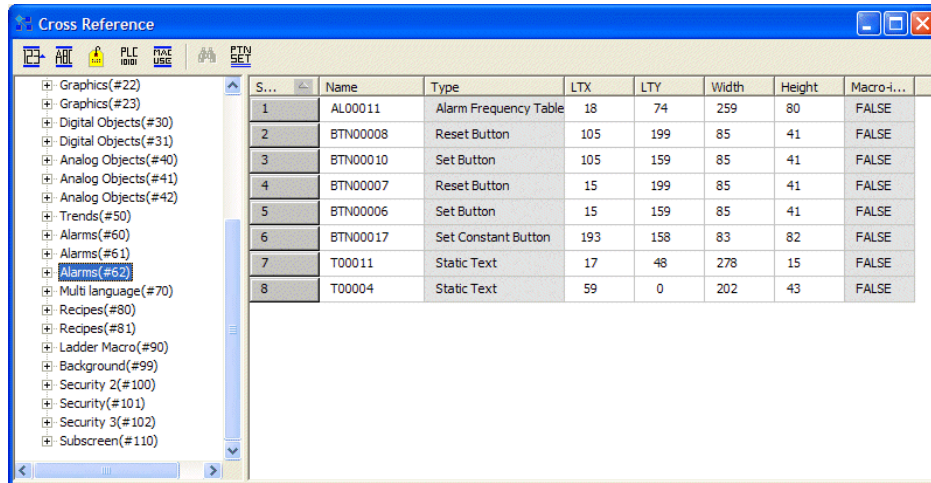 Cross Reference
123 ABC PLC 10101 MAC USE PTN SET
Graphics(#22)
Graphics(#23)
Digital Objects(#30)
Digital Objects(#31)
Analog Objects(#40)
Analog Objects(#41)
Analog Objects(#42)
Trends(#50)
Alarms(#60)
Alarms(#61)
Alarms(#62)
Multi language(#70)
Recipes(#80)
Recipes(#81)
Ladder Macro(#90)
Background(#99)
Security 2(#100)
Security(#101)
Security 3(#102)
Subscreen(#110)
S... Name Type LTX LTY Width Height Macro-i...
1 AL00011 Alarm Frequency Table 18 74 259 80 FALSE
2 BTN00008 Reset Button 105 199 85 41 FALSE
3 BTN00010 Set Button 105 159 85 41 FALSE
4 BTN00007 Reset Button 15 199 85 41 FALSE
5 BTN00006 Set Button 15 159 85 41 FALSE
6 BTN00017 Set Constant Button 193 158 83 82 FALSE
7 T00011 Static Text 17 48 278 15 FALSE
8 T00004 Static Text 59 0 202 43 FALSE